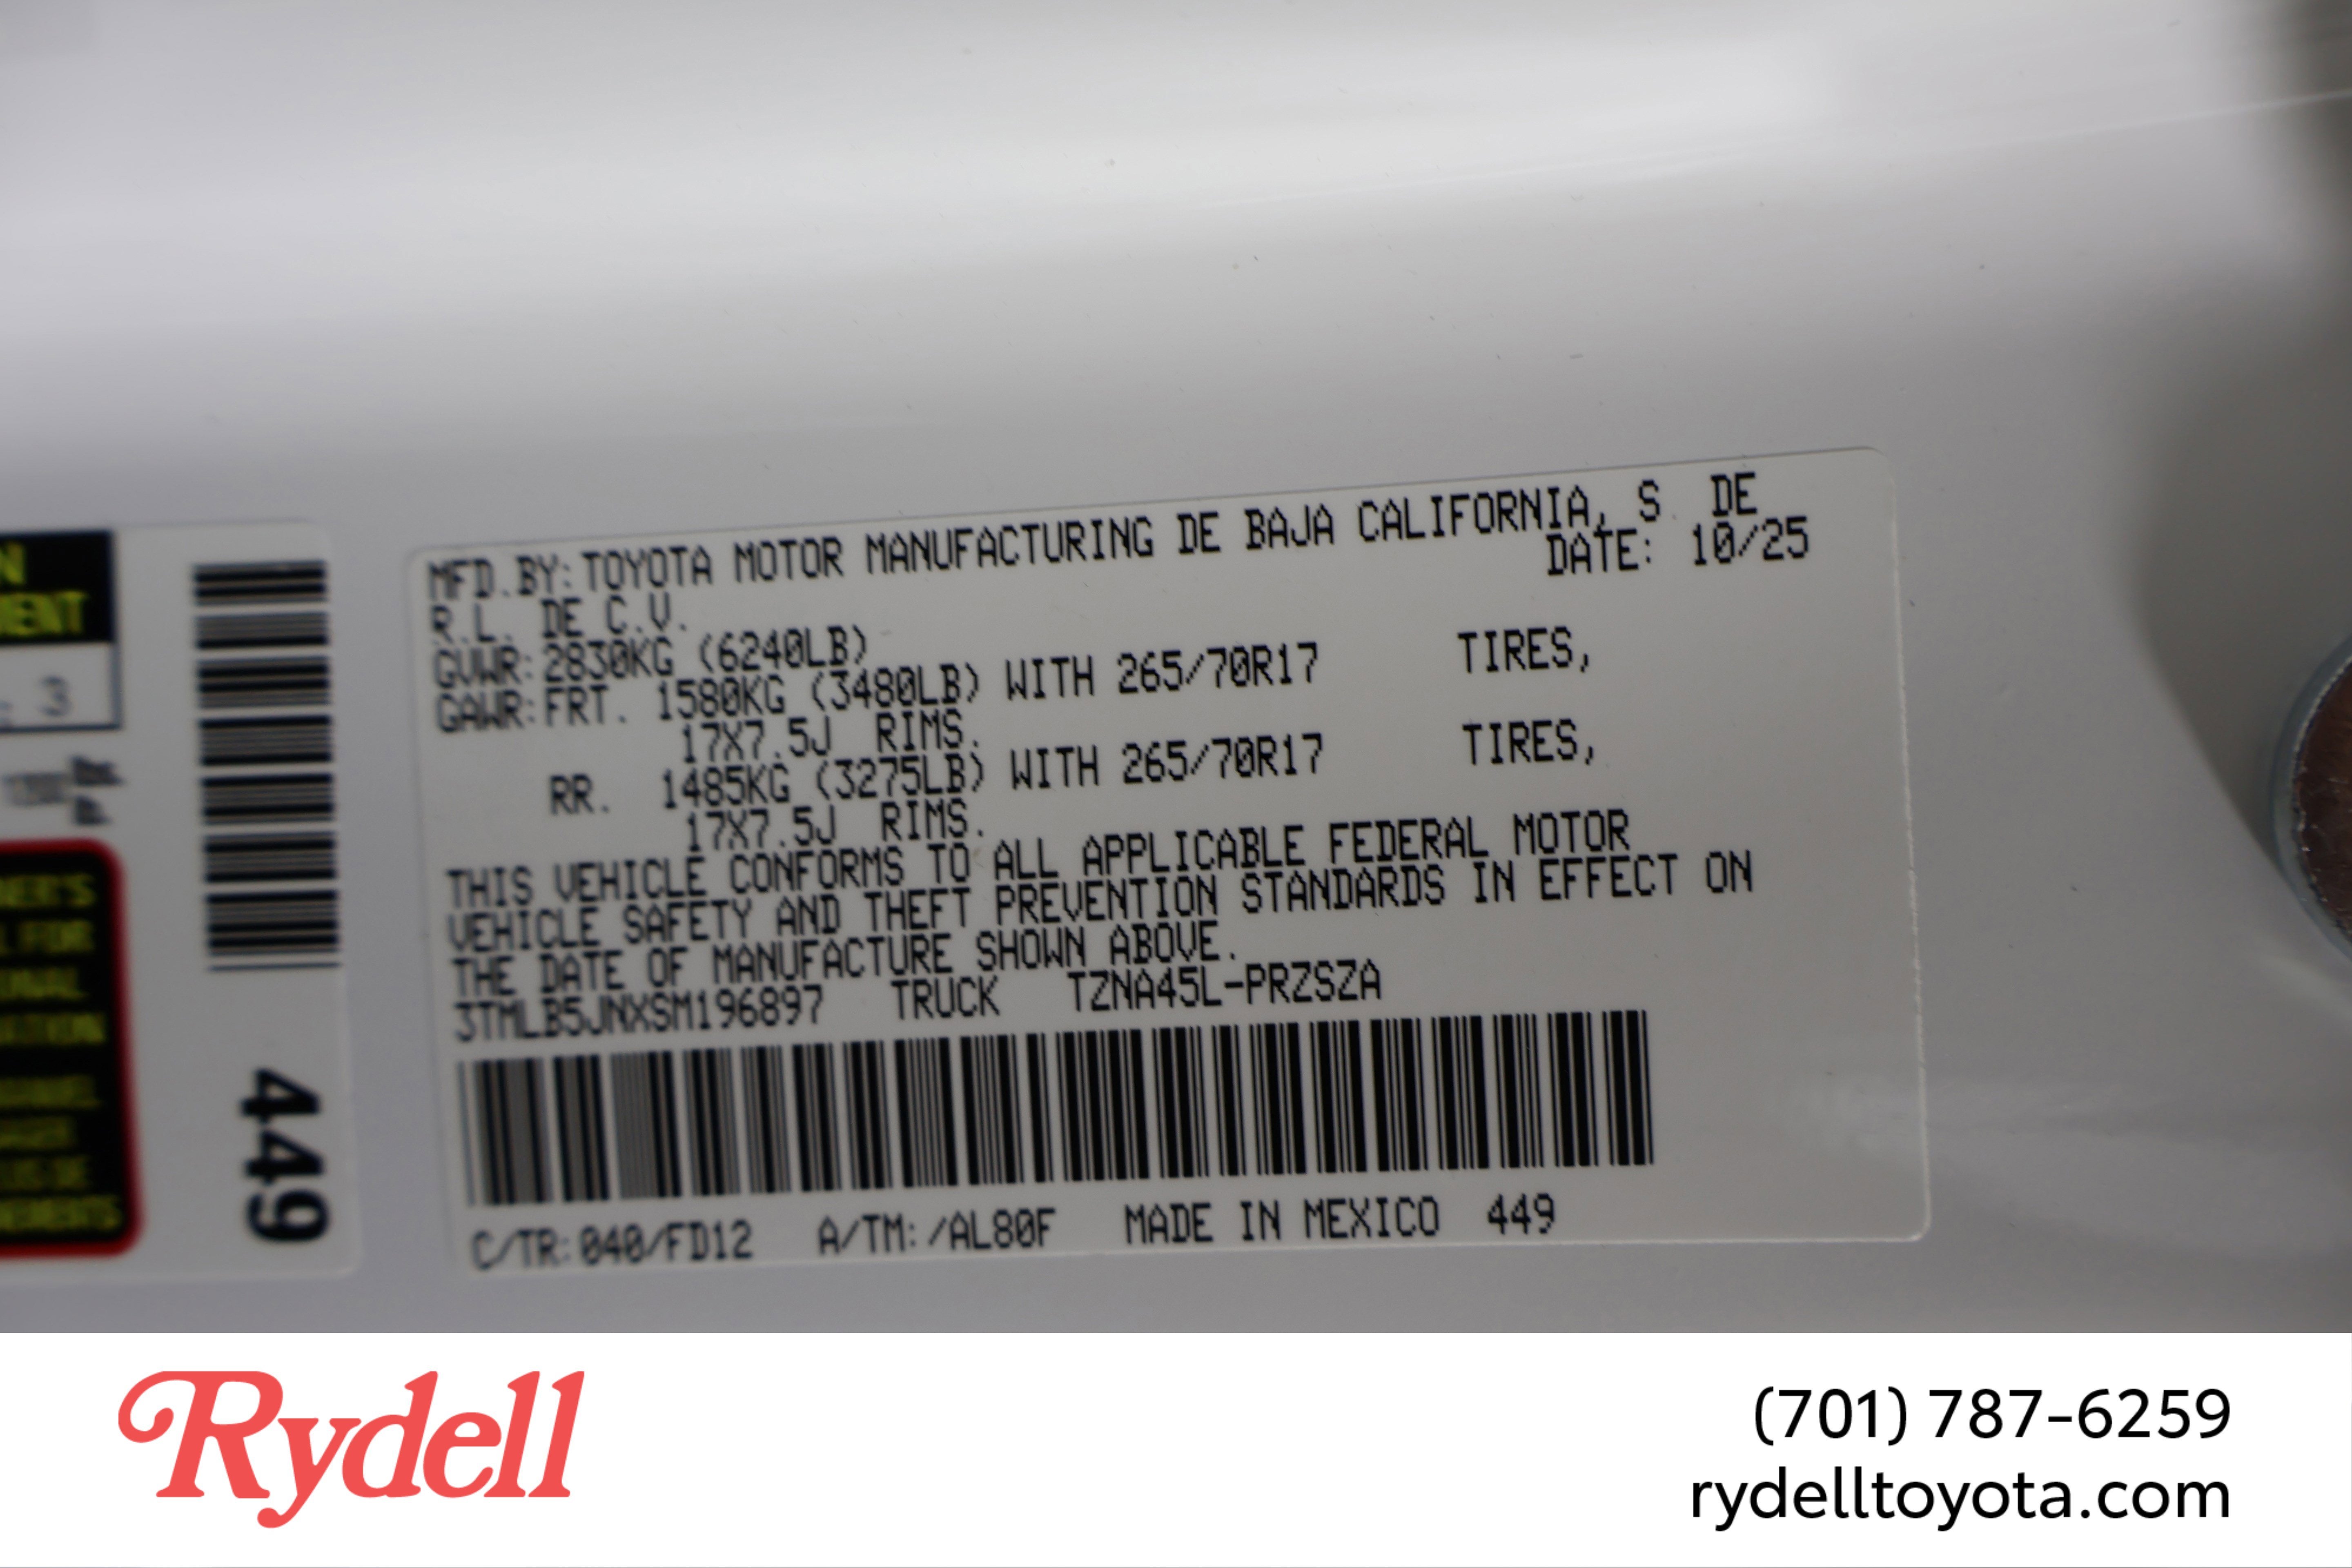 N
MENT
: 3
449
MFD.BY:TOYOTA MOTOR MANUFACTURING DE BAJA CALIFORNIA, S. DE
R.L. DE C.V. DATE: 10/25
GVWR:2830KG (6240LB)
GAWR:FRT. 1580KG (3480LB) WITH 265/70R17 TIRES,
17X7.5J RIMS.
RR. 1485KG (3275LB) WITH 265/70R17 TIRES,
17X7.5J RIMS.
THIS VEHICLE CONFORMS TO ALL APPLICABLE FEDERAL MOTOR
VEHICLE SAFETY AND THEFT PREVENTION STANDARDS IN EFFECT ON
THE DATE OF MANUFACTURE SHOWN ABOVE.
3TMLB5JNXSM196897 TRUCK TZNA45L-PRZSZA
C/TR:040/FD12 A/TM:/AL80F MADE IN MEXICO 449
Rydell
(701) 787-6259
rydelltoyota.com